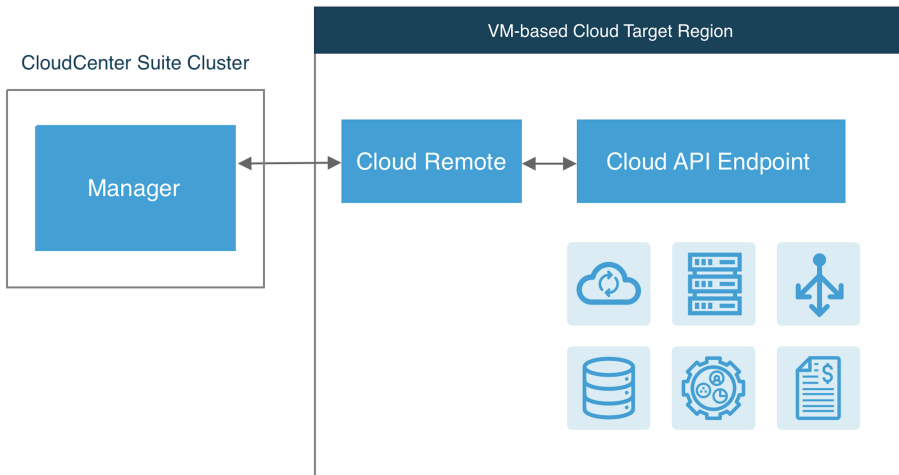 VM-based Cloud Target Region
CloudCenter Suite Cluster
Manager
Cloud Remote
Cloud API Endpoint
$